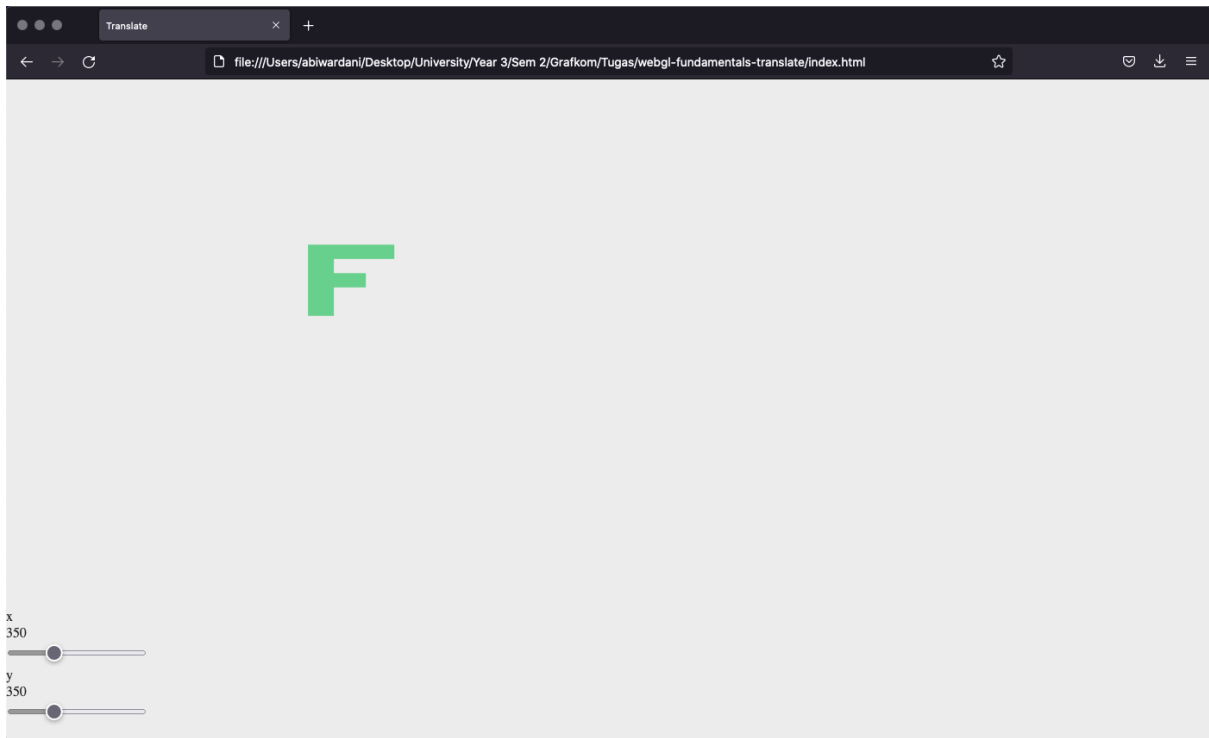 Translate
file:///Users/abiwardani/Desktop/University/Year 3/Sem 2/Grafkom/Tugas/webgl-fundamentals-translate/index.html
F
x
350
y
350